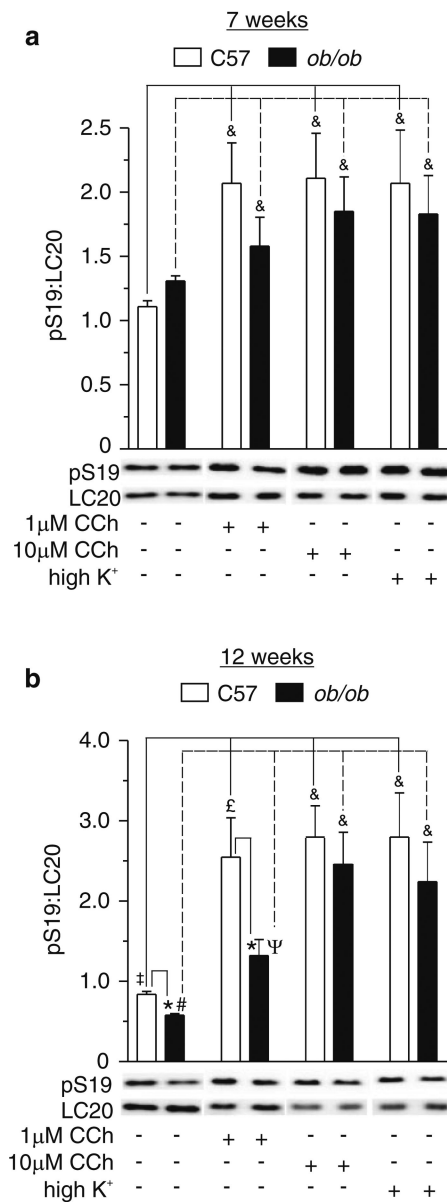 a
7 weeks
C57 ob/ob
2.5
2.0
1.5
1.0
0.5
0
pS19:LC20
& & & & & &
pS19
LC20
1μM CCh - - + + - - - -
10μM CCh - - - - + + - -
high K⁺ - - - - - - + +
b
12 weeks
C57 ob/ob
4.0
3.0
2.0
1.0
0
pS19:LC20
‡ *# £ *Ψ & & & &
pS19
LC20
1μM CCh - - + + - - - -
10μM CCh - - - - + + - -
high K⁺ - - - - - - + +